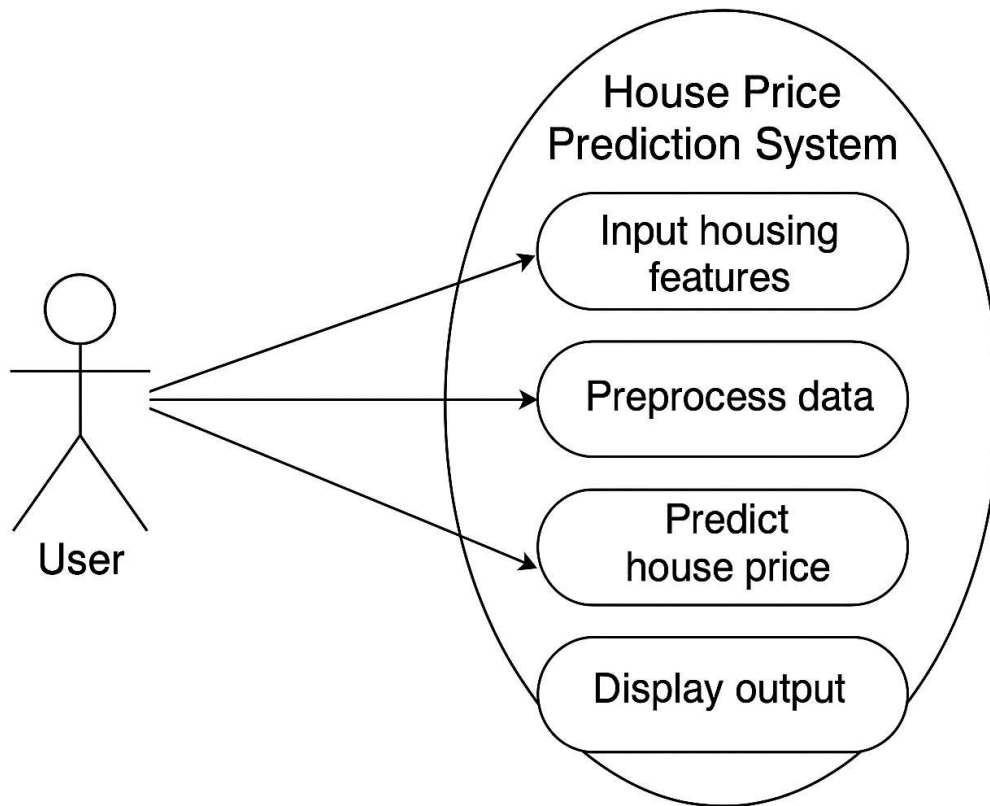 House Price
Prediction System
Input housing
features
Preprocess data
Predict
house price
Display output
User